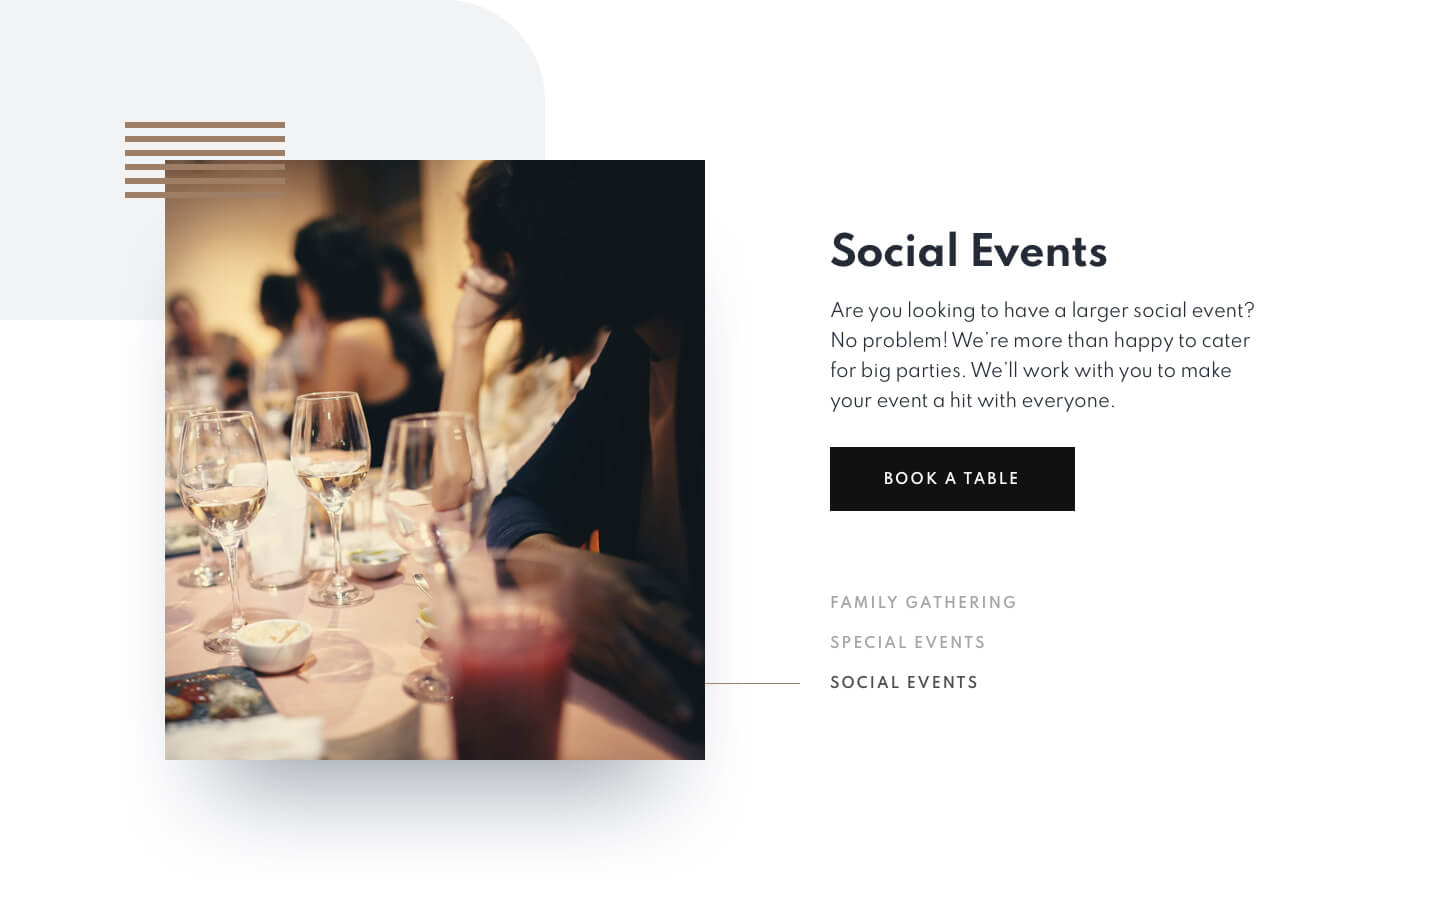 Social Events
Are you looking to have a larger social event?
No problem! We’re more than happy to cater
for big parties. We’ll work with you to make
your event a hit with everyone.
BOOK A TABLE
FAMILY GATHERING
SPECIAL EVENTS
SOCIAL EVENTS